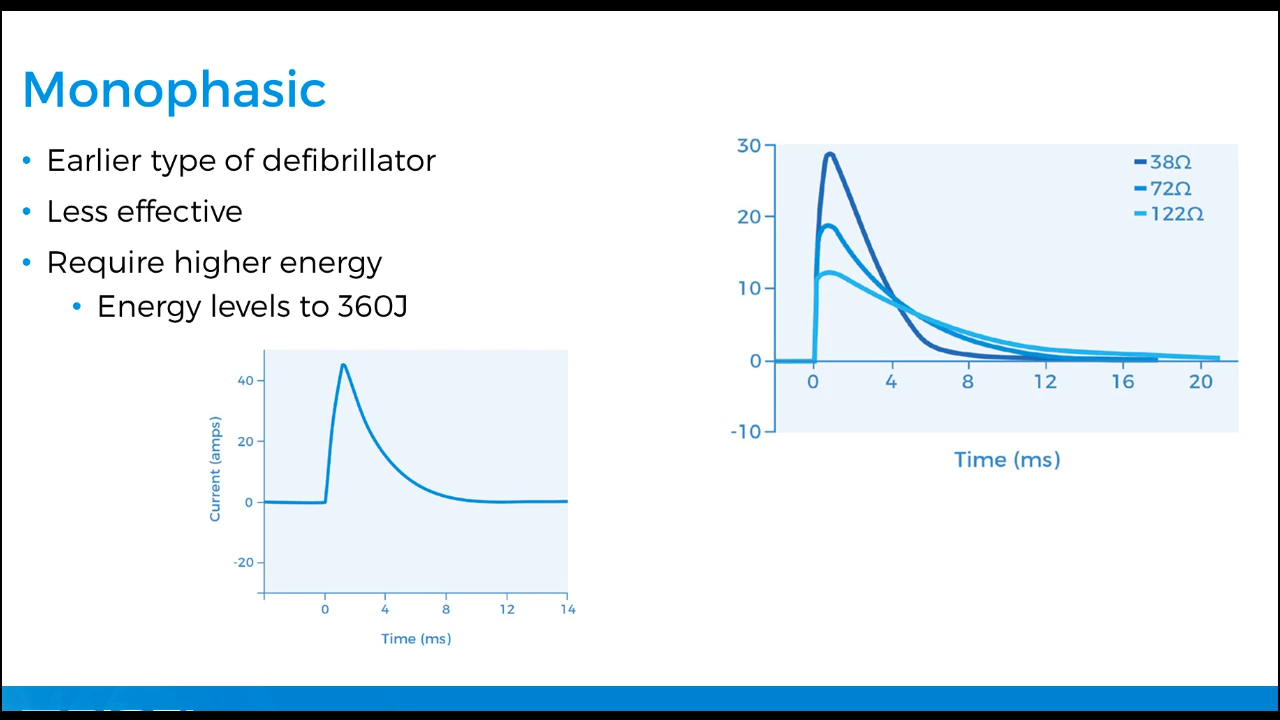 Monophasic
• Earlier type of defibrillator
• Less effective
• Require higher energy
• Energy levels to 360J
40
20
0
-20
Current (amps)
0 4 8 12 14
Time (ms)
30
20
10
0
-10
38Ω
72Ω
122Ω
0 4 8 12 16 20
Time (ms)